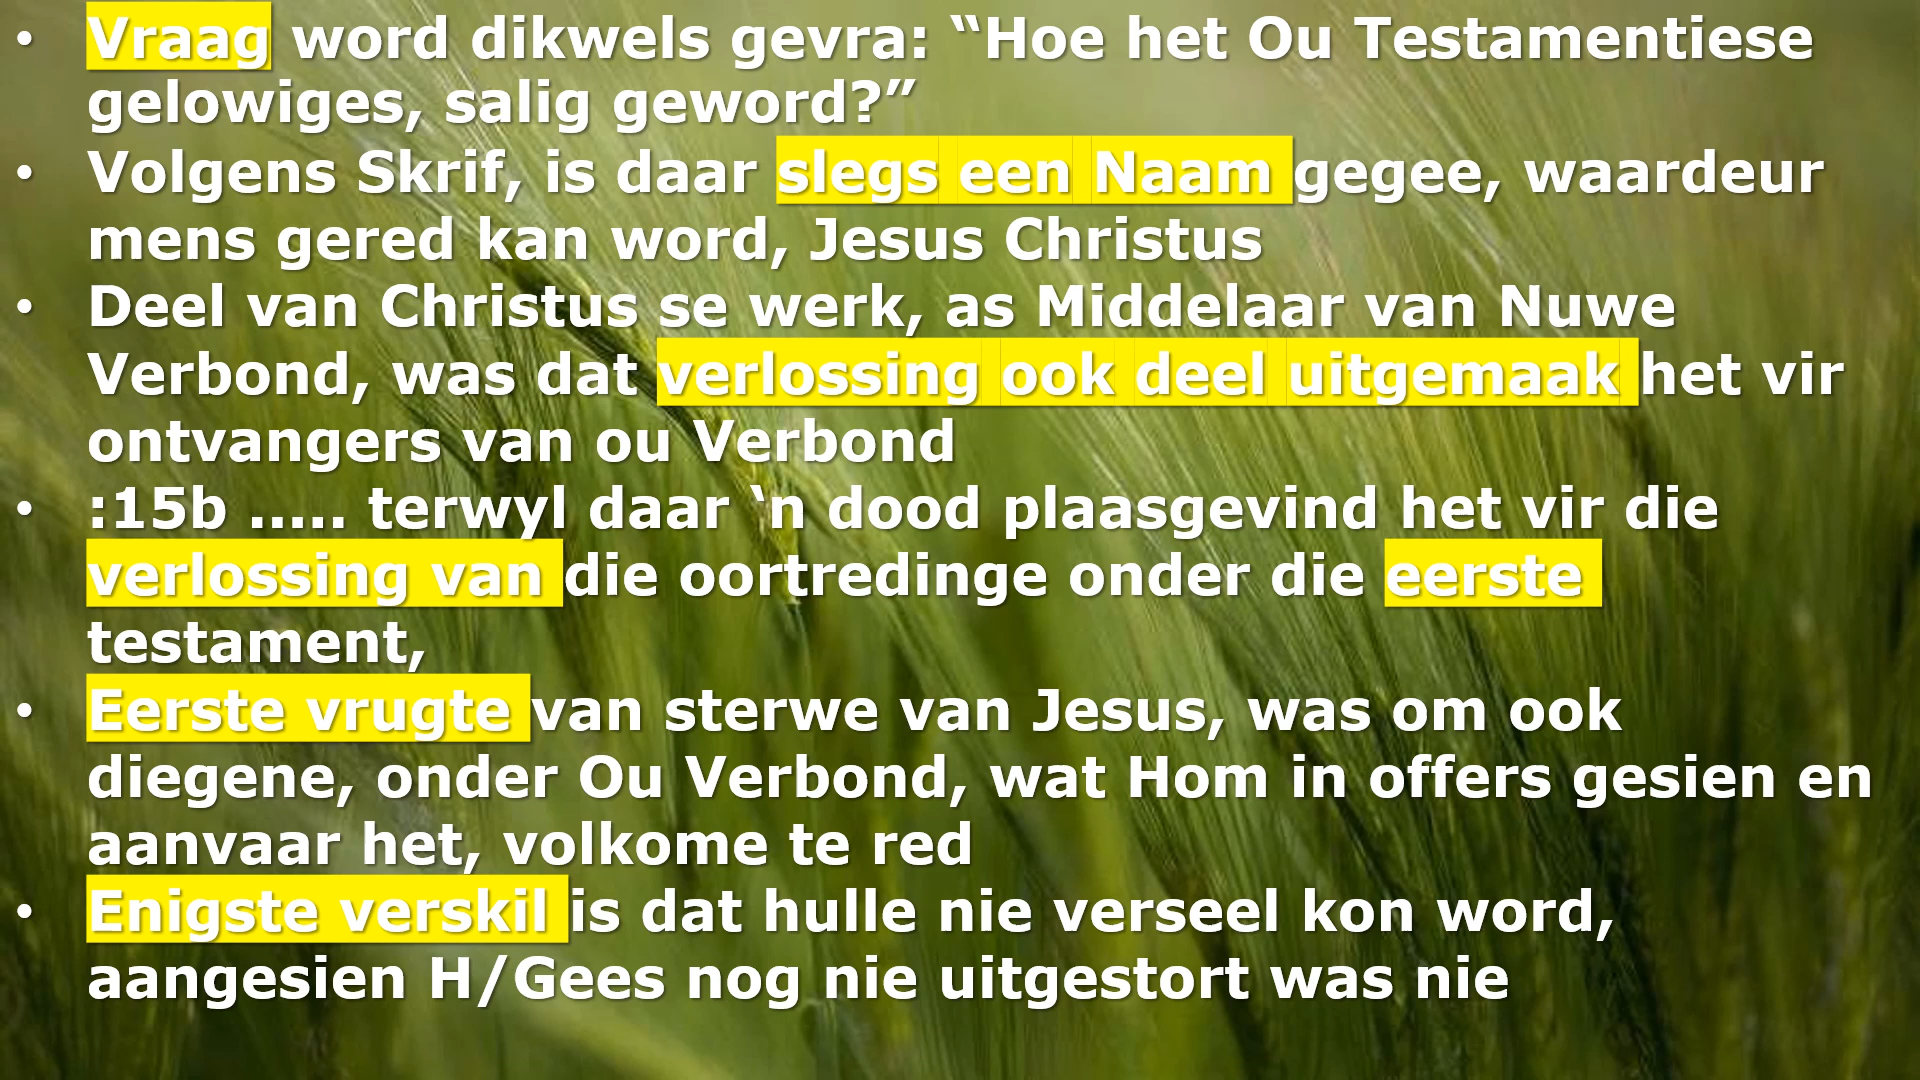 • Vraag word dikwels gevra: “Hoe het Ou Testamentiese
gelowiges, salig geword?”
• Volgens Skrif, is daar slegs een Naam gegee, waardeur
mens gered kan word, Jesus Christus
• Deel van Christus se werk, as Middelaar van Nuwe
Verbond, was dat verlossing ook deel uitgemaak het vir
ontvangers van ou Verbond
• :15b ..... terwyl daar ‘n dood plaasgevind het vir die
verlossing van die oortredinge onder die eerste
testament,
• Eerste vrugte van sterwe van Jesus, was om ook
diegene, onder Ou Verbond, wat Hom in offers gesien en
aanvaar het, volkome te red
• Enigste verskil is dat hulle nie verseel kon word,
aangesien H/Gees nog nie uitgestort was nie